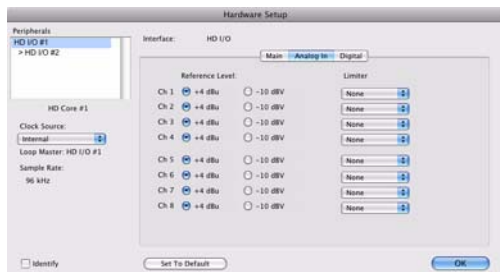 Hardware Setup
Peripherals
HD I/O #1
> HD I/O #2
HD Core #1
Clock Source:
Internal
Loop Master: HD I/O #1
Sample Rate:
96 kHz
Identify
Interface: HD I/O
Main Analog In Digital
Reference Level: Limiter
Ch 1 +4 dBu -10 dBV None
Ch 2 +4 dBu -10 dBV None
Ch 3 +4 dBu -10 dBV None
Ch 4 +4 dBu -10 dBV None
Ch 5 +4 dBu -10 dBV None
Ch 6 +4 dBu -10 dBV None
Ch 7 +4 dBu -10 dBV None
Ch 8 +4 dBu -10 dBV None
Set To Default
OK